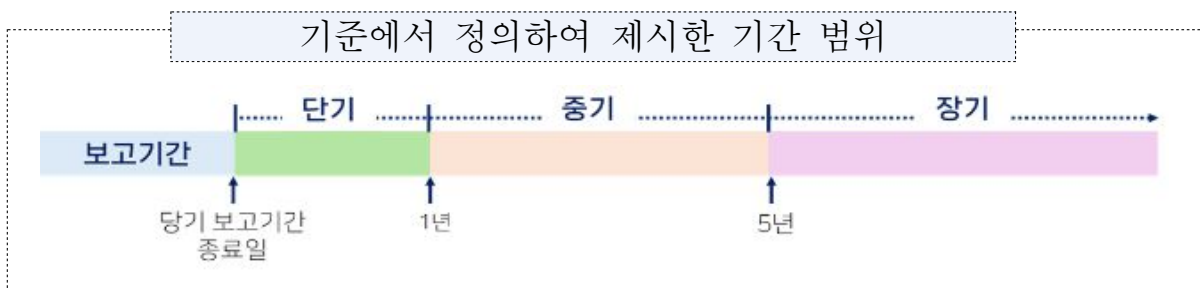 기준에서 정의하여 제시한 기간 범위
단기 중기 장기
보고기간
당기 보고기간 1년 5년
종료일